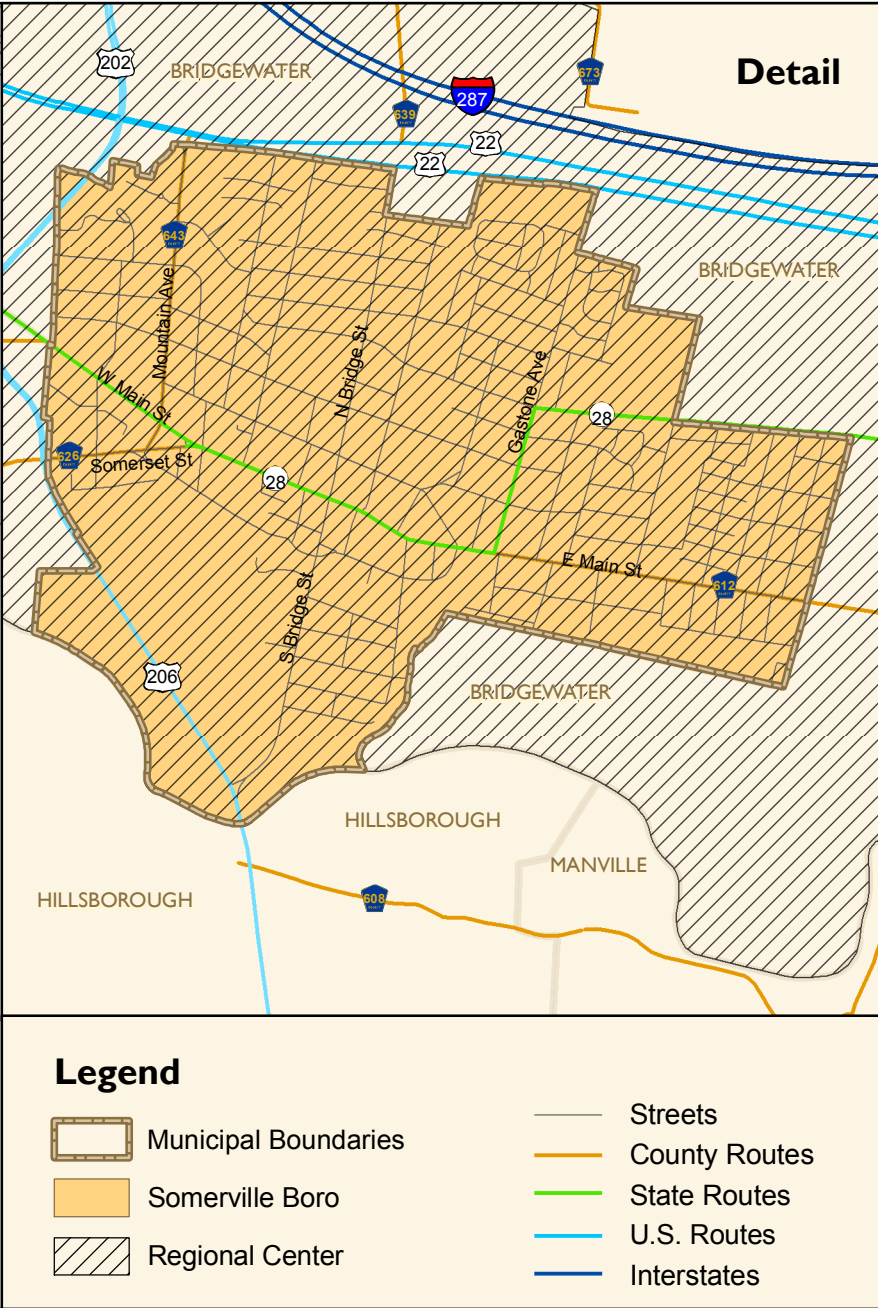 Detail
202
BRIDGEWATER
673
287
639
22
22
643
BRIDGEWATER
Mountain Ave
N Bridge St
W Main St
Gastone Ave
28
626
Somerset St
28
E Main St
612
S Bridge St
206
BRIDGEWATER
HILLSBOROUGH
MANVILLE
HILLSBOROUGH
608
Legend
Municipal Boundaries
Somerville Boro
Regional Center
Streets
County Routes
State Routes
U.S. Routes
Interstates